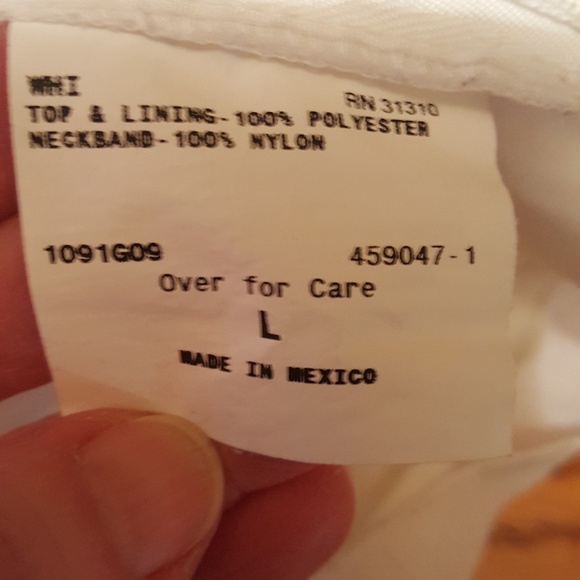 WHI
RN 31310
TOP & LINING-100% POLYESTER
NECKBAND-100% NYLON
1091G09 459047-1
Over for Care
L
MADE IN MEXICO